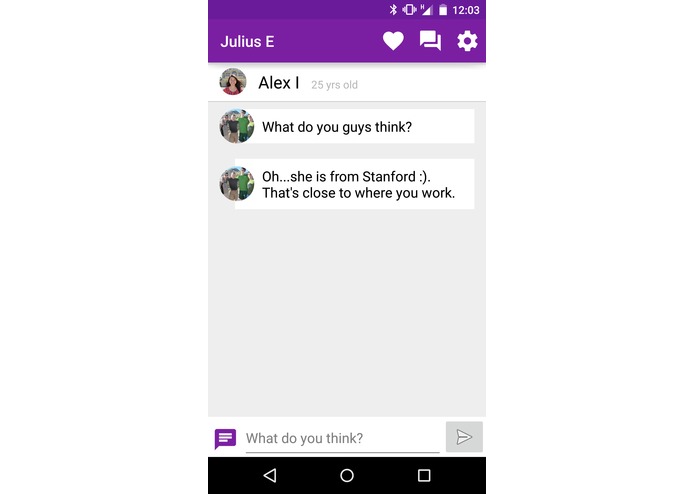 H
12:03
Julius E
Alex I 25 yrs old
What do you guys think?
Oh...she is from Stanford :).
That's close to where you work.
What do you think?